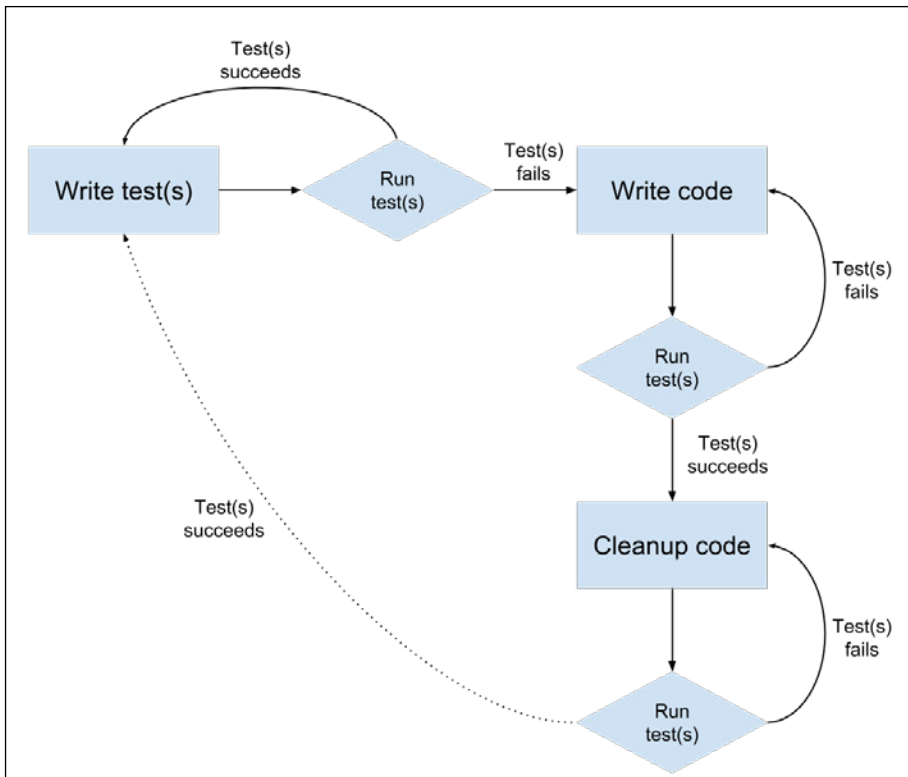 Test(s)
succeeds
Write test(s)
Run
test(s)
Test(s)
fails
Write code
Test(s)
fails
Run
test(s)
Test(s)
succeeds
Test(s)
succeeds
Cleanup code
Test(s)
fails
Run
test(s)